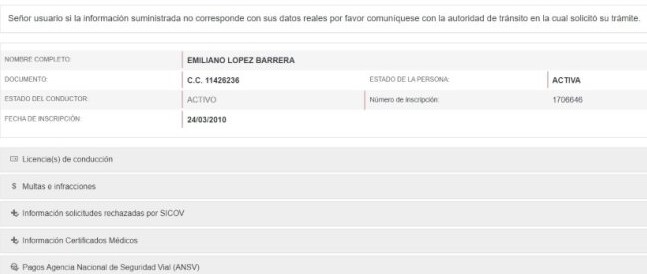 Señor usuario si la información suministrada no corresponde con sus datos reales por favor comuníquese con la autoridad de tránsito en la cual solicitó su trámite.
NOMBRE COMPLETO: EMILIANO LOPEZ BARRERA
DOCUMENTO: C.C. 11426236 ESTADO DE LA PERSONA: ACTIVA
ESTADO DEL CONDUCTOR: ACTIVO Número de Inscripción: 1706646
FECHA DE INSCRIPCIÓN: 24/03/2010
Licencia(s) de conducción
$ Multas e infracciones
Información solicitudes rechazadas por SICOV
Información Certificados Médicos
Pagos Agencia Nacional de Seguridad Vial (ANSV)